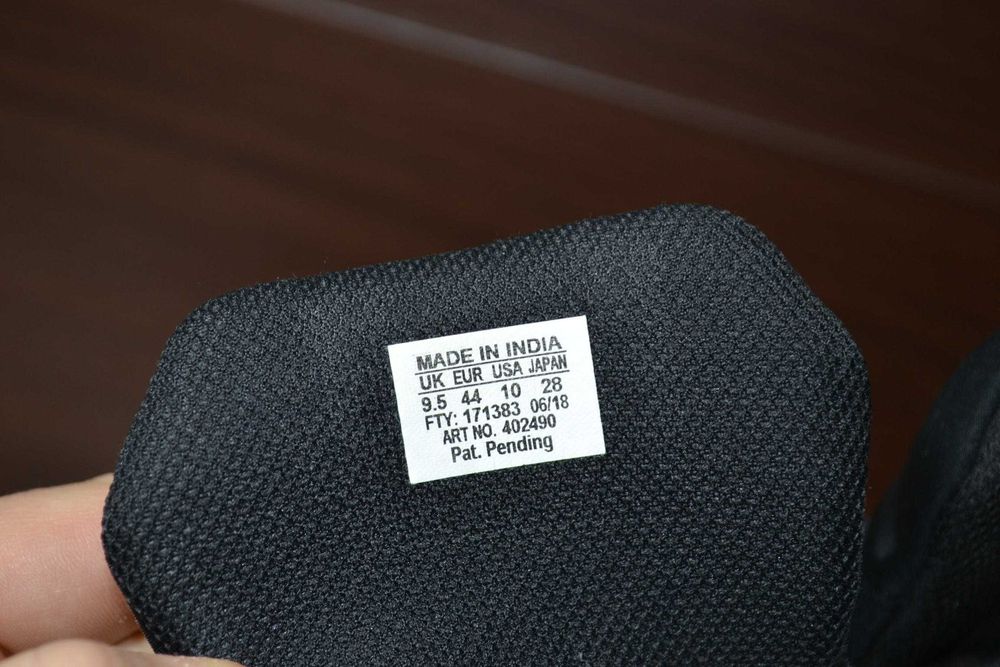 MADE IN INDIA
UK EUR USA JAPAN
9.5 44 10 28
FTY: 171383 06/18
ART NO. 402490
Pat. Pending